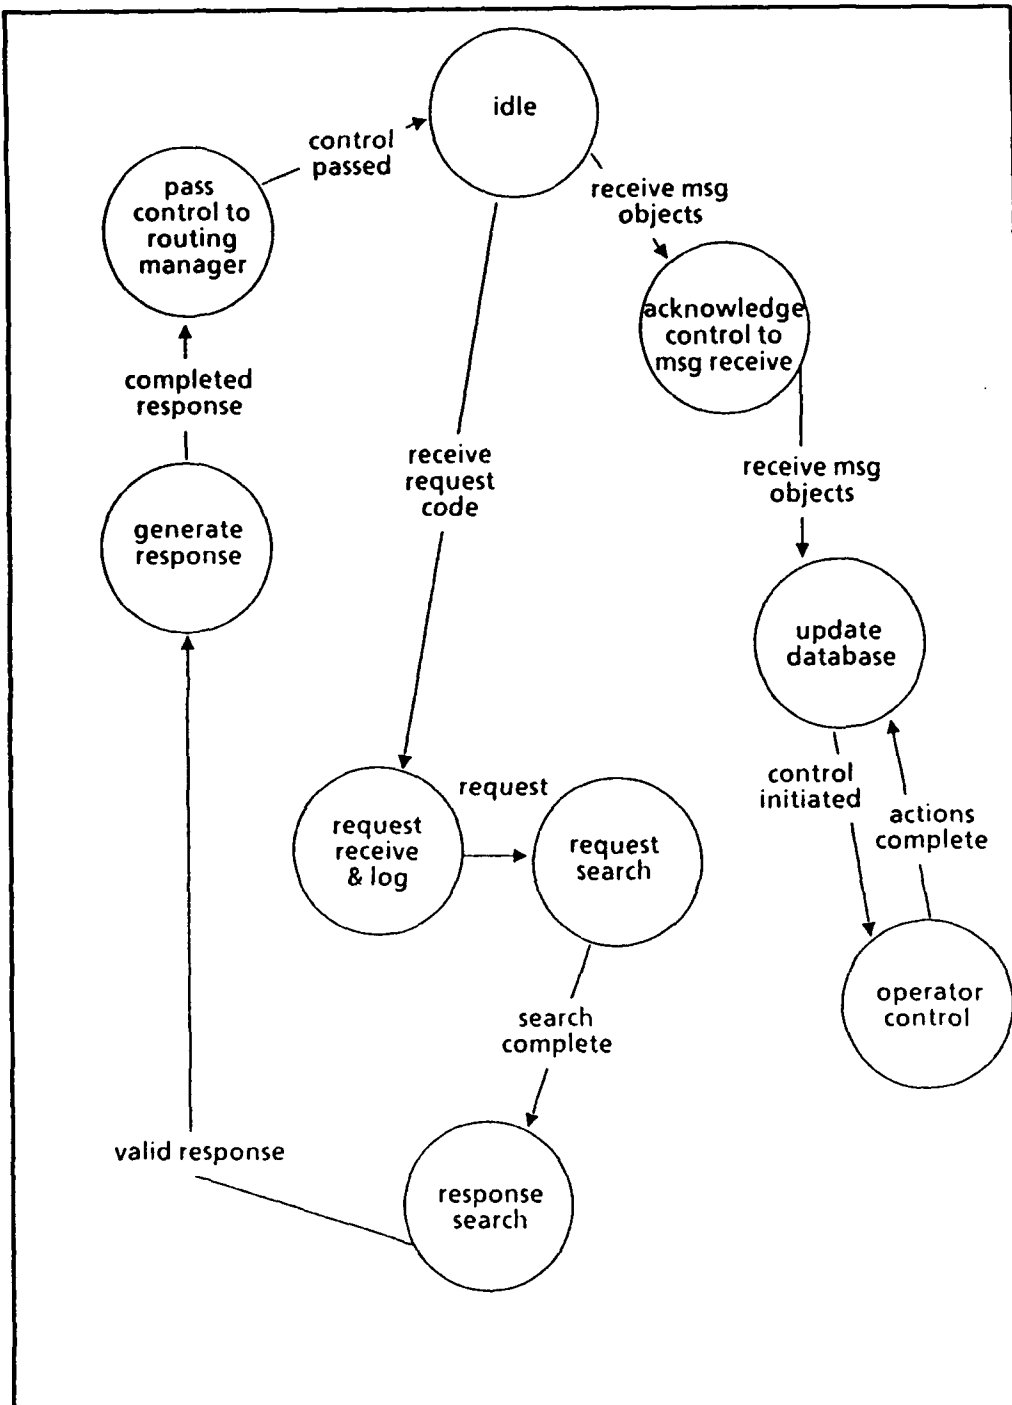 idle
control
passed
receive msg
objects
pass
control to
routing
manager
acknowledge
control to
msg receive
completed
response
receive
request
code
receive msg
objects
generate
response
update
database
control
initiated
actions
complete
request
request
receive
& log
request
search
operator
control
search
complete
valid response
response
search